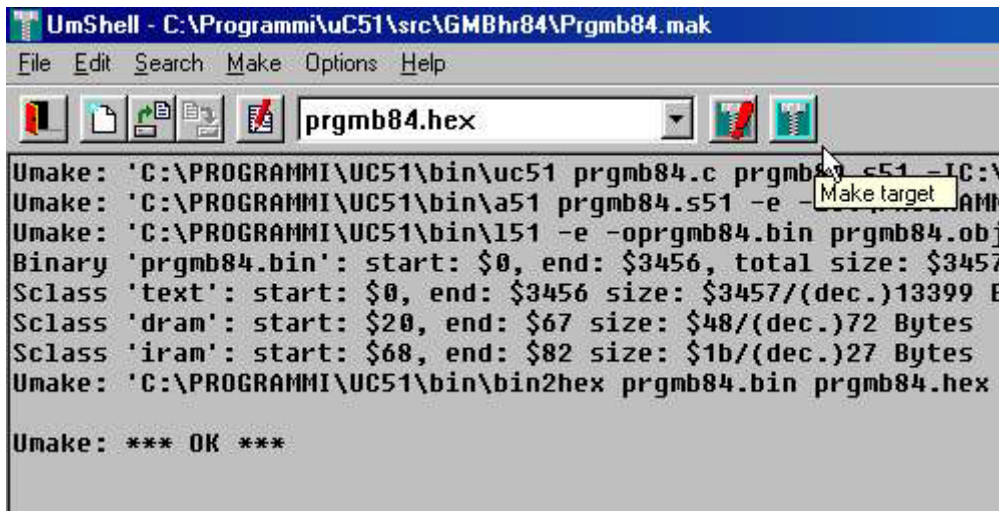 UmShell - C:\Programmi\uC51\src\GMBhr84\Prgmb84.mak
File Edit Search Make Options Help
prgmb84.hex
Umake: 'C:\PROGRAMMI\UC51\bin\uc51 prgmb84.c s51 -IC:\
Make target
Umake: 'C:\PROGRAMMI\UC51\bin\a51 prgmb84.s51 -e
Umake: 'C:\PROGRAMMI\UC51\bin\l51 -e -oprgmb84.bin prgmb84.obj
Binary 'prgmb84.bin': start: $0, end: $3456, total size: $3457
Sclass 'text': start: $0, end: $3456 size: $3457/(dec.)13399
Sclass 'dram': start: $20, end: $67 size: $48/(dec.)72 Bytes
Sclass 'iram': start: $68, end: $82 size: $1b/(dec.)27 Bytes
Umake: 'C:\PROGRAMMI\UC51\bin\bin2hex prgmb84.bin prgmb84.hex
Umake: *** OK ***